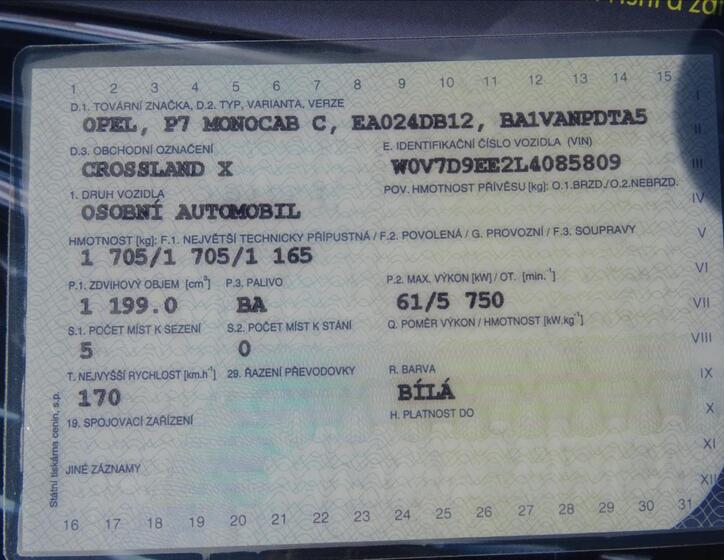 1 2 3 4 5 6 7 8 9 10 11 12 13 14 15
I
D.1. TOVÁRNÍ ZNAČKA, D.2. TYP, VARIANTA, VERZE
OPEL, P7 MONOCAB C, EA024DB12, BA1VANPDTA5
II
D.3. OBCHODNÍ OZNAČENÍ E. IDENTIFIKAČNÍ ČÍSLO VOZIDLA (VIN)
CROSSLAND X W0V7D9EE2L4085809
III
1. DRUH VOZIDLA POV. HMOTNOST PŘÍVĚSU [kg]: O.1.BRZD./O.2.NEBRZD.
IV
OSOBNÍ AUTOMOBIL
HMOTNOST [kg]: F.1. NEJVĚTŠÍ TECHNICKY PŘÍPUSTNÁ / F.2. POVOLENÁ / G. PROVOZNÍ / F.3. SOUPRAVY
V
1 705/1 705/1 165
VI
P.1. ZDVIHOVÝ OBJEM [cm³] P.3. PALIVO P.2. MAX. VÝKON [kW] / OT. [min.⁻¹]
1 199.0 BA 61/5 750
VII
S.1. POČET MÍST K SEZENÍ S.2. POČET MÍST K STÁNÍ Q. POMĚR VÝKON / HMOTNOST [kW.kg⁻¹]
VIII
5 0
T. NEJVYŠŠÍ RYCHLOST [km.h⁻¹] 29. ŘAZENÍ PŘEVODOVKY R. BARVA
IX
170 BÍLÁ
X
19. SPOJOVACÍ ZAŘÍZENÍ H. PLATNOST DO
XI
JINÉ ZÁZNAMY
XII
Státní tiskárna cenin, s.p.
16 17 18 19 20 21 22 23 24 25 26 27 28 29 30 31